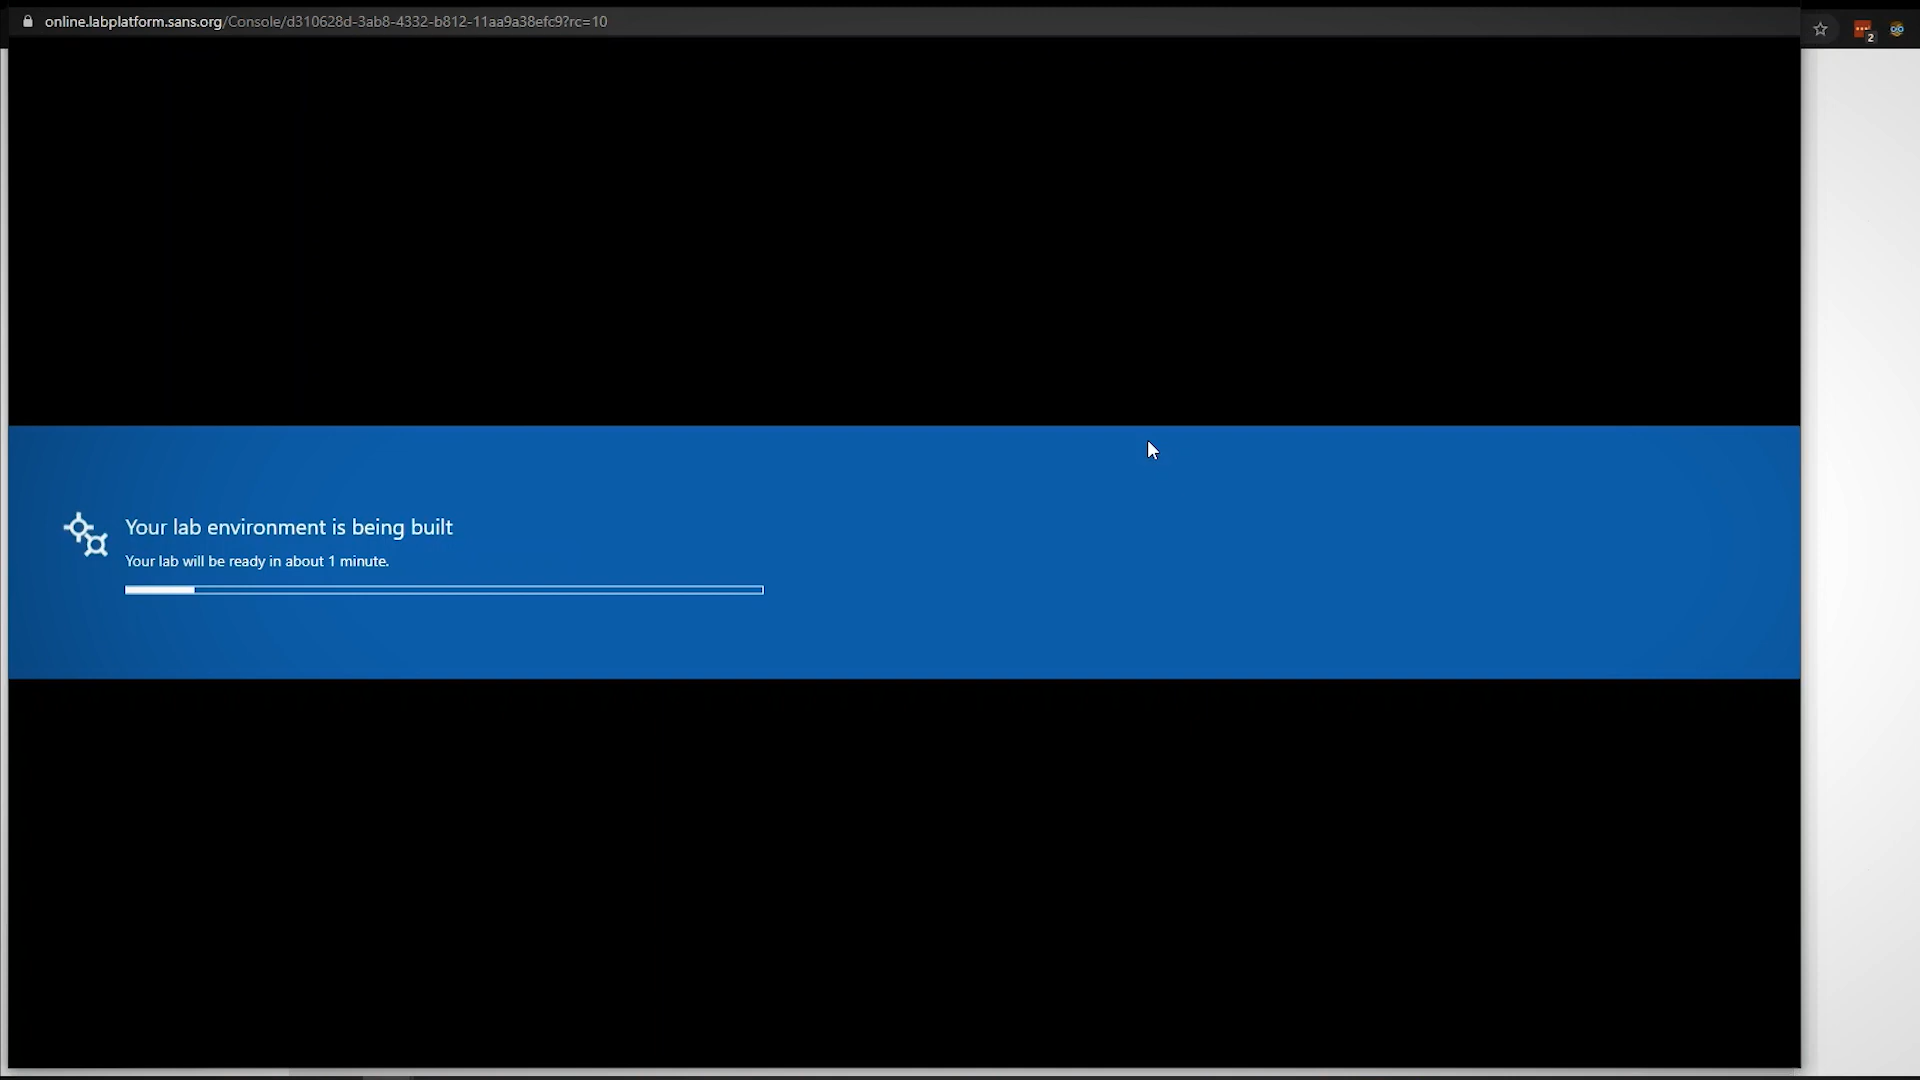 online.labplatform.sans.org/Console/d310628d-3ab8-4332-b812-11aa9a38efc9?rc=10
2
Your lab environment is being built
Your lab will be ready in about 1 minute.